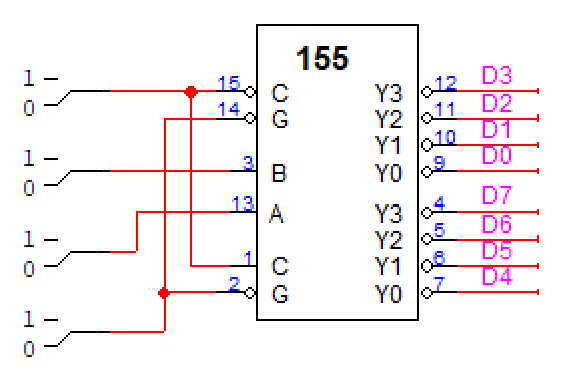 155
1
0
15 C Y3 12 D3
14 G Y2 11 D2
Y1 10 D1
1
0
3 B Y0 9 D0
13 A Y3 4 D7
1
0
Y2 5 D6
1 C Y1 6 D5
2 G Y0 7 D4
1
0